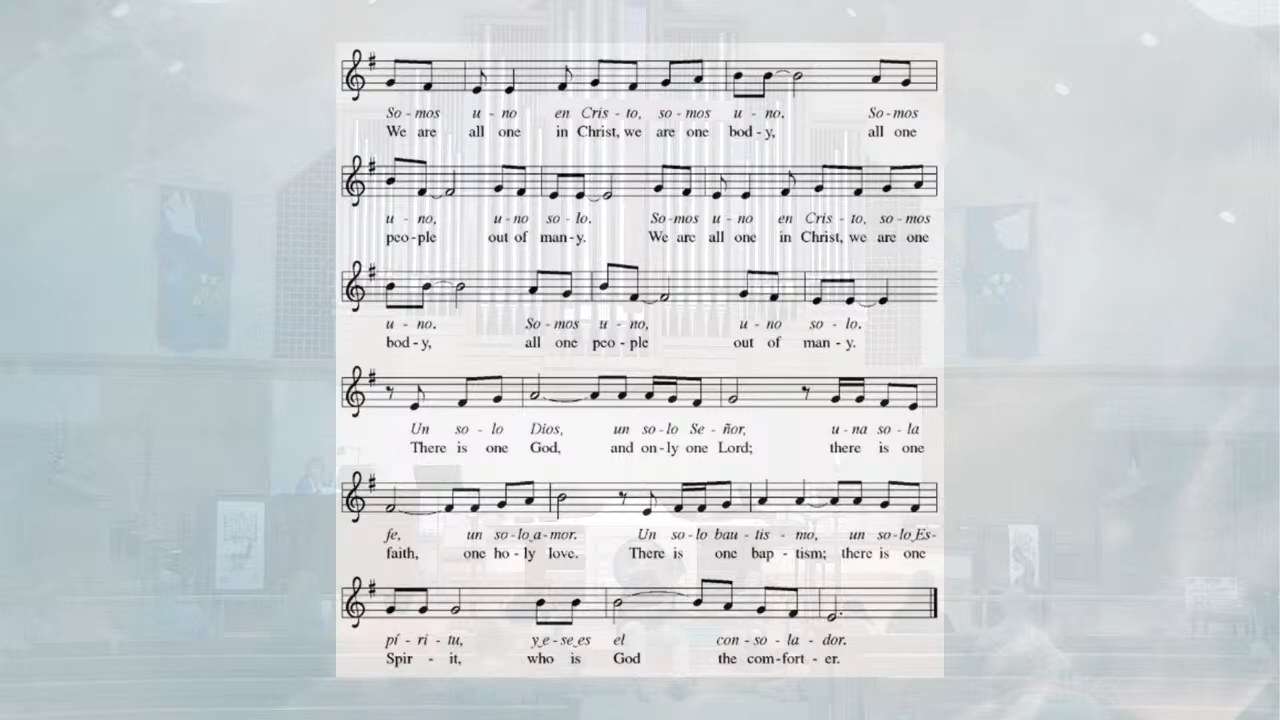 So - mos u - no en Cris - to, so - mos u - no. So - mos
We are all one in Christ, we are one bod - y, all one
u - no, u - no so - lo. So - mos u - no en Cris - to, so - mos
peo - ple out of man - y. We are all one in Christ, we are one
u - no. So - mos u - no, u - no so - lo.
bod - y, all one peo - ple out of man - y.
Un so - lo Dios, un so - lo Se - ñor, u - na so - la
There is one God, and on - ly one Lord; there is one
fe, un so - lo_a - mor. Un so - lo bau - tis - mo, un so - lo_Es-
faith, one ho - ly love. There is one bap - tism; there is one
pí - ri - tu, y_e - se_es el con - so - la - dor.
Spir - it, who is God the com - fort - er.